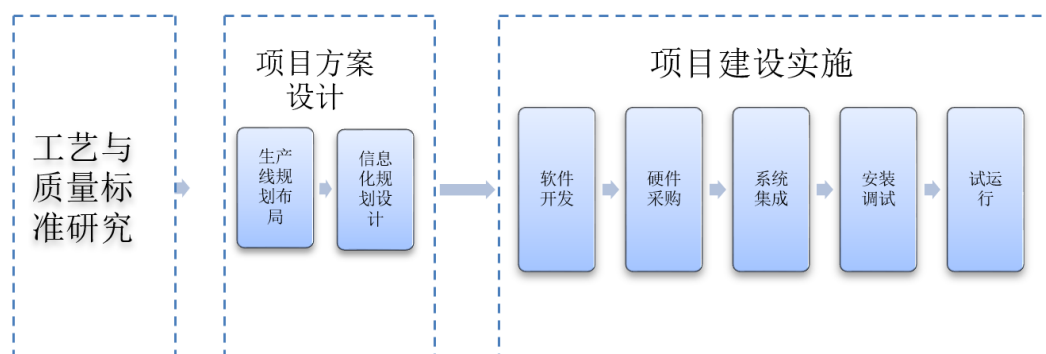 工艺与
质量标
准研究
项目方案
设计
生产
线规
划布
局
信息
化规
划设
计
项目建设实施
软件
开发
硬件
采购
系统
集成
安装
调试
试运
行